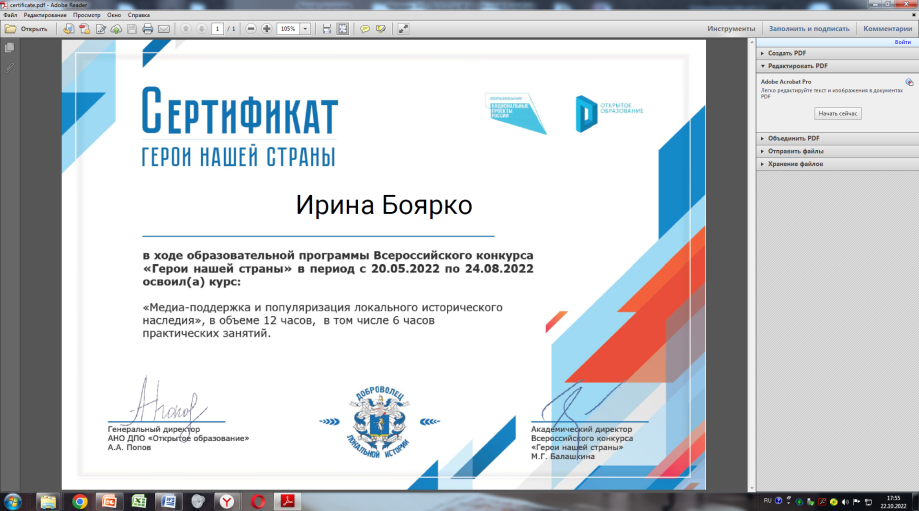 certificate.pdf - Adobe Reader
Файл Редактирование Просмотр Окно Справка
Открыть 1 / 1 105% Инструменты Заполнить и подписать Комментарии
Войти
Создать PDF
Редактировать PDF
Adobe Acrobat Pro
Легко редактируйте текст и изображения в документах
PDF
Начать сейчас
Объединить PDF
Отправить файлы
Хранение файлов
СЕРТИФИКАТ
ГЕРОИ НАШЕЙ СТРАНЫ
ОБРАЗОВАНИЕ
НАЦИОНАЛЬНЫЕ
ПРОЕКТЫ
РОССИИ
ОТКРЫТОЕ
ОБРАЗОВАНИЕ
Ирина Боярко
в ходе образовательной программы Всероссийского конкурса
«Герои нашей страны» в период с 20.05.2022 по 24.08.2022
освоил(а) курс:
«Медиа-поддержка и популяризация локального исторического
наследия», в объеме 12 часов, в том числе 6 часов
практических занятий.
Генеральный директор
АНО ДПО «Открытое образование»
А.А. Попов
ДОБРОВОЛЕЦ
ЛОКАЛЬНОЙ ИСТОРИИ
Академический директор
Всероссийского конкурса
«Герои нашей страны»
М.Г. Балашкина
RU
17:55
22.10.2022